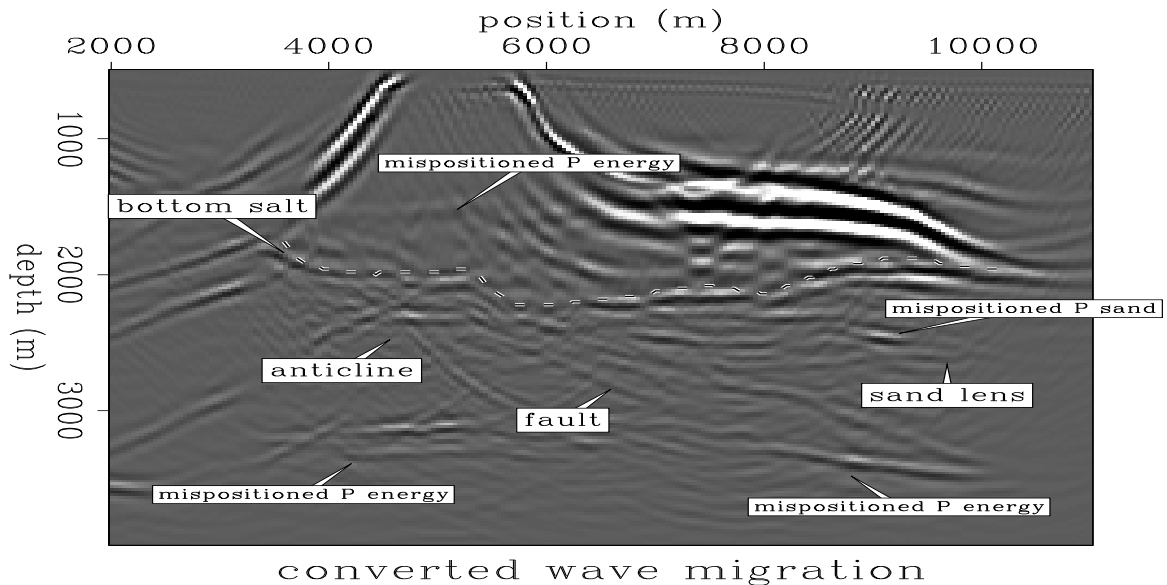 position (m)
2000 4000 6000 8000 10000
1000
mispositioned P energy
bottom salt
depth (m)
2000
mispositioned P sand
anticline
sand lens
3000
fault
mispositioned P energy
mispositioned P energy
converted wave migration